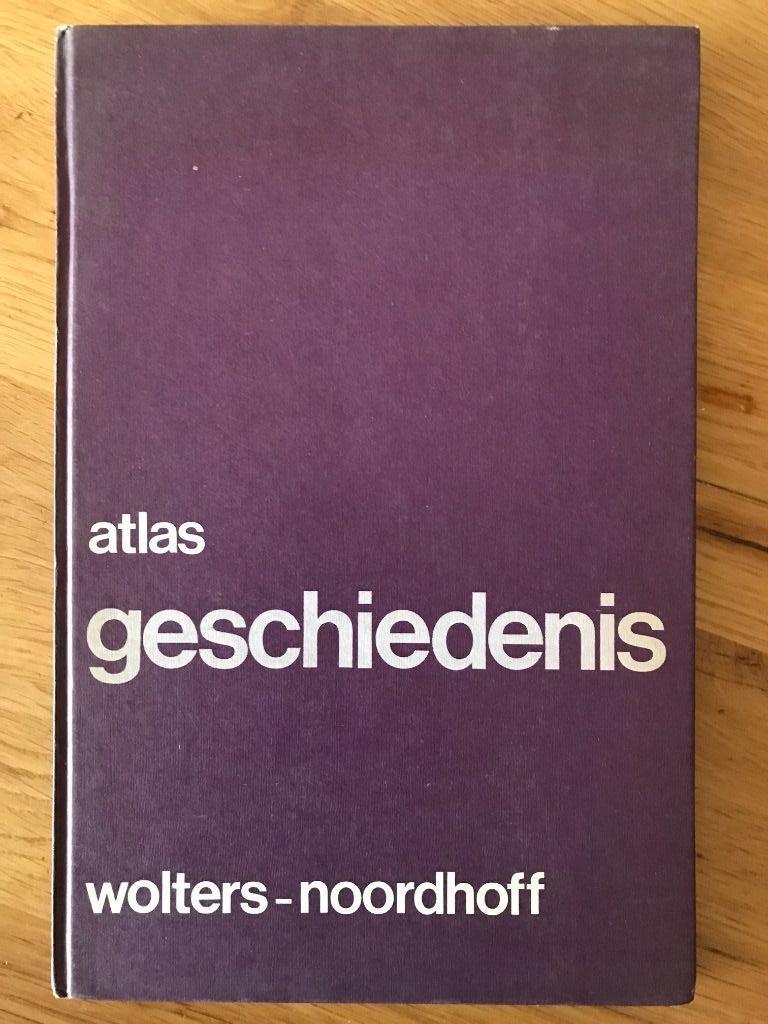 atlas
geschiedenis
wolters-noordhoff